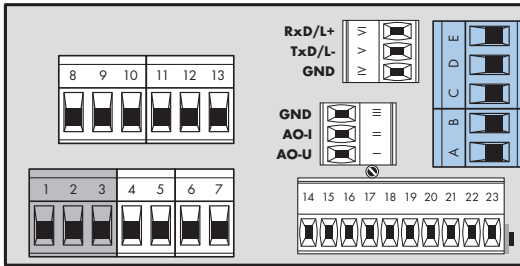 8 9 10 11 12 13
1 2 3 4 5 6 7
RxD/L+ VI
TxD/L- V
GND IV
GND III
AO-I II
AO-U I
14 15 16 17 18 19 20 21 22 23
E
D
C
B
A